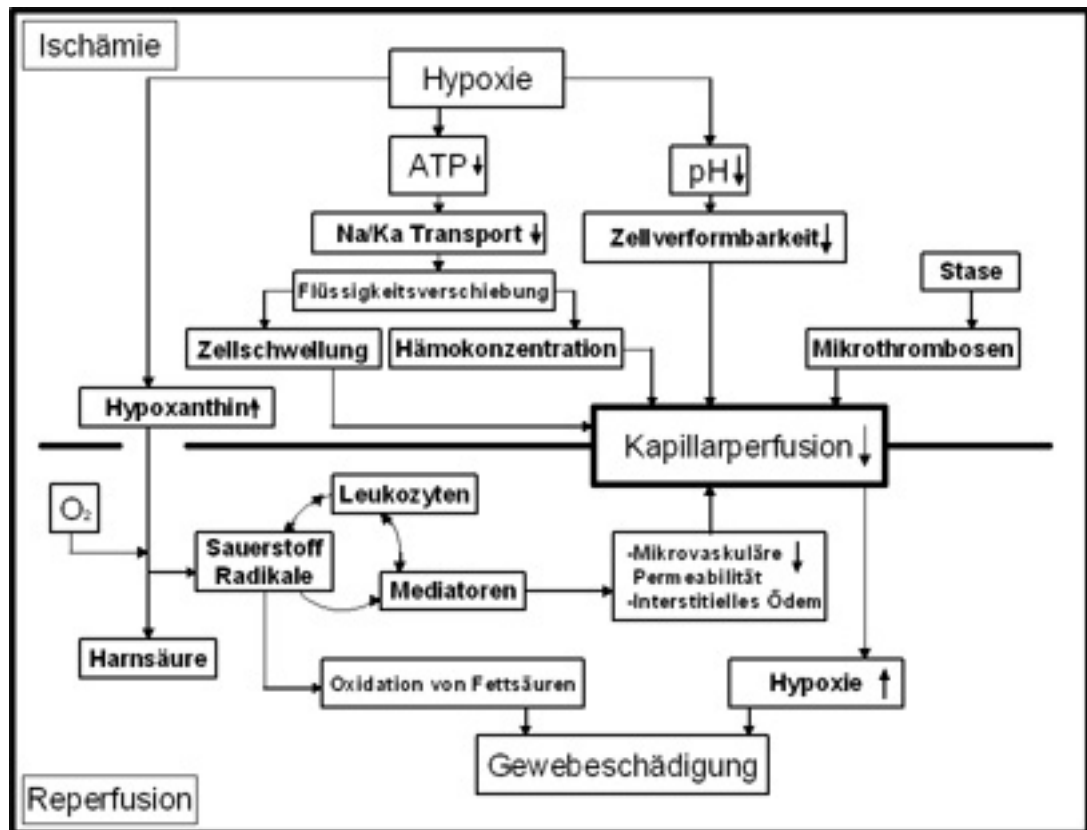 Ischämie
Hypoxie
ATP ↓
pH ↓
Na/Ka Transport ↓
Zellverformbarkeit ↓
Stase
Flüssigkeitsverschiebung
Zellschwellung
Hämokonzentration
Mikrothrombosen
Hypoxanthin ↑
Kapillarperfusion ↓
Leukozyten
O₂
Sauerstoff
Radikale
-Mikrovaskuläre ↓
Permeabilität
-Interstitielles Ödem
Mediatoren
Harnsäure
Oxidation von Fettsäuren
Hypoxie ↑
Gewebeschädigung
Reperfusion